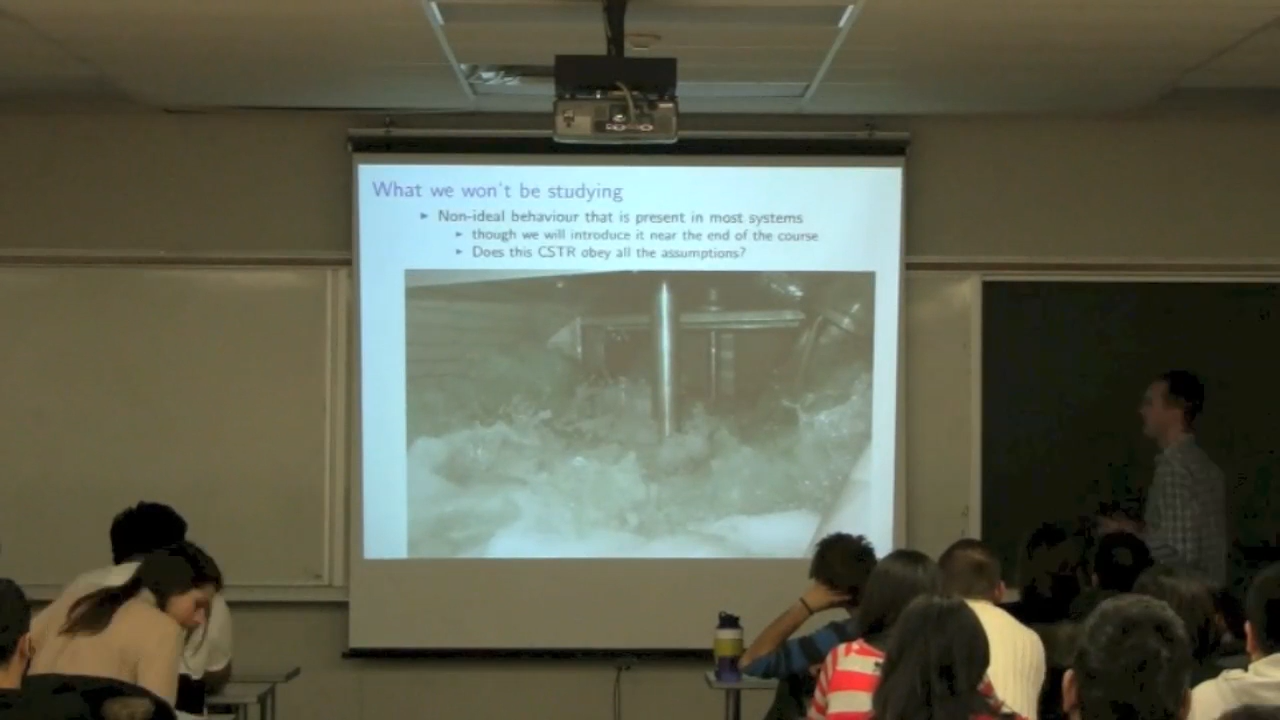 What we won't be studying
▸ Non-ideal behaviour that is present in most systems
▸ though we will introduce it near the end of the course
▸ Does this CSTR obey all the assumptions?